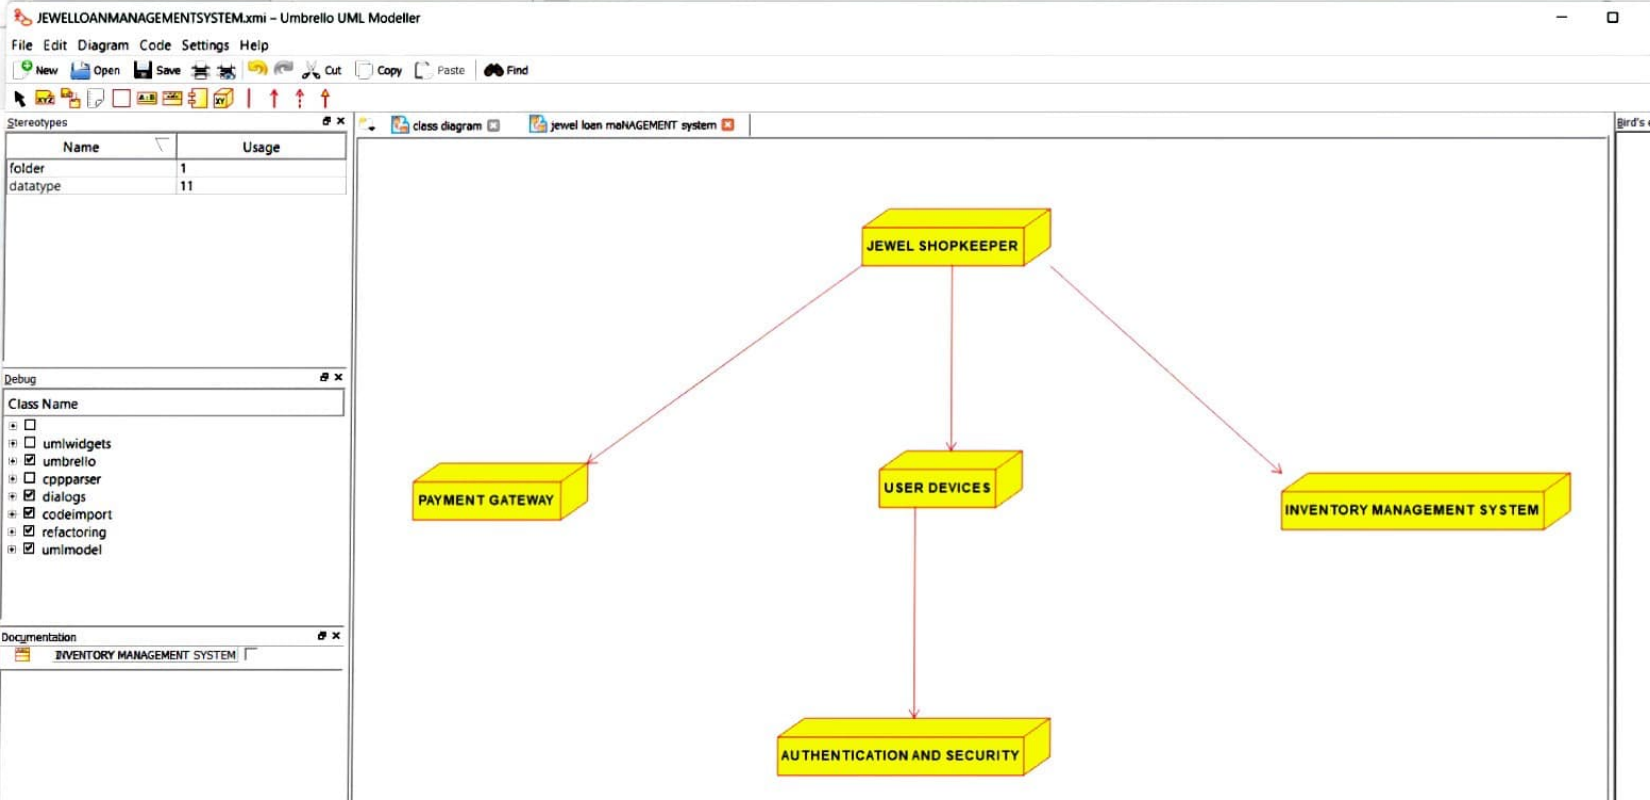 JEWELLOANMANAGEMENTSYSTEM.xmi – Umbrello UML Modeller
File Edit Diagram Code Settings Help
New Open Save Cut Copy Paste Find
Stereotypes
Name Usage
folder 1
datatype 11
Debug
Class Name
umlwidgets
umbrello
cppparser
dialogs
codeimport
refactoring
umlmodel
Documentation
INVENTORY MANAGEMENT SYSTEM
class diagram
jewel loan maNAGEMENT system
Bird's
JEWEL SHOPKEEPER
PAYMENT GATEWAY
USER DEVICES
INVENTORY MANAGEMENT SYSTEM
AUTHENTICATION AND SECURITY